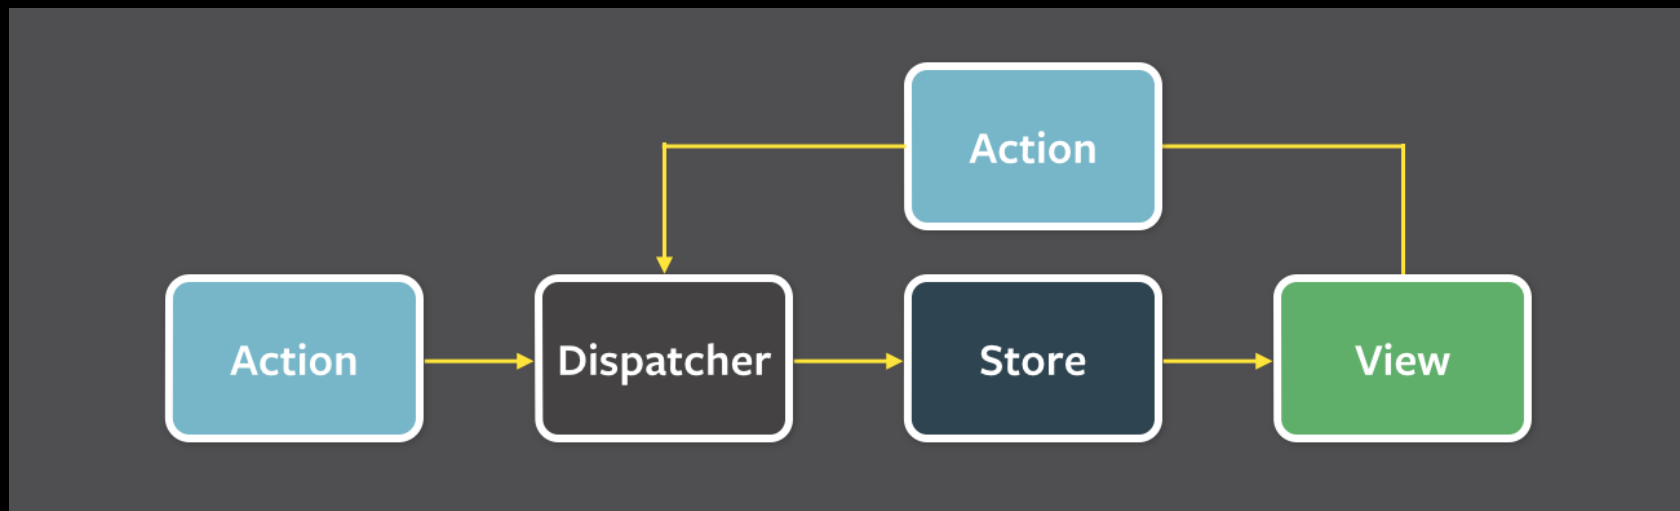 Action
Action
Dispatcher
Store
View